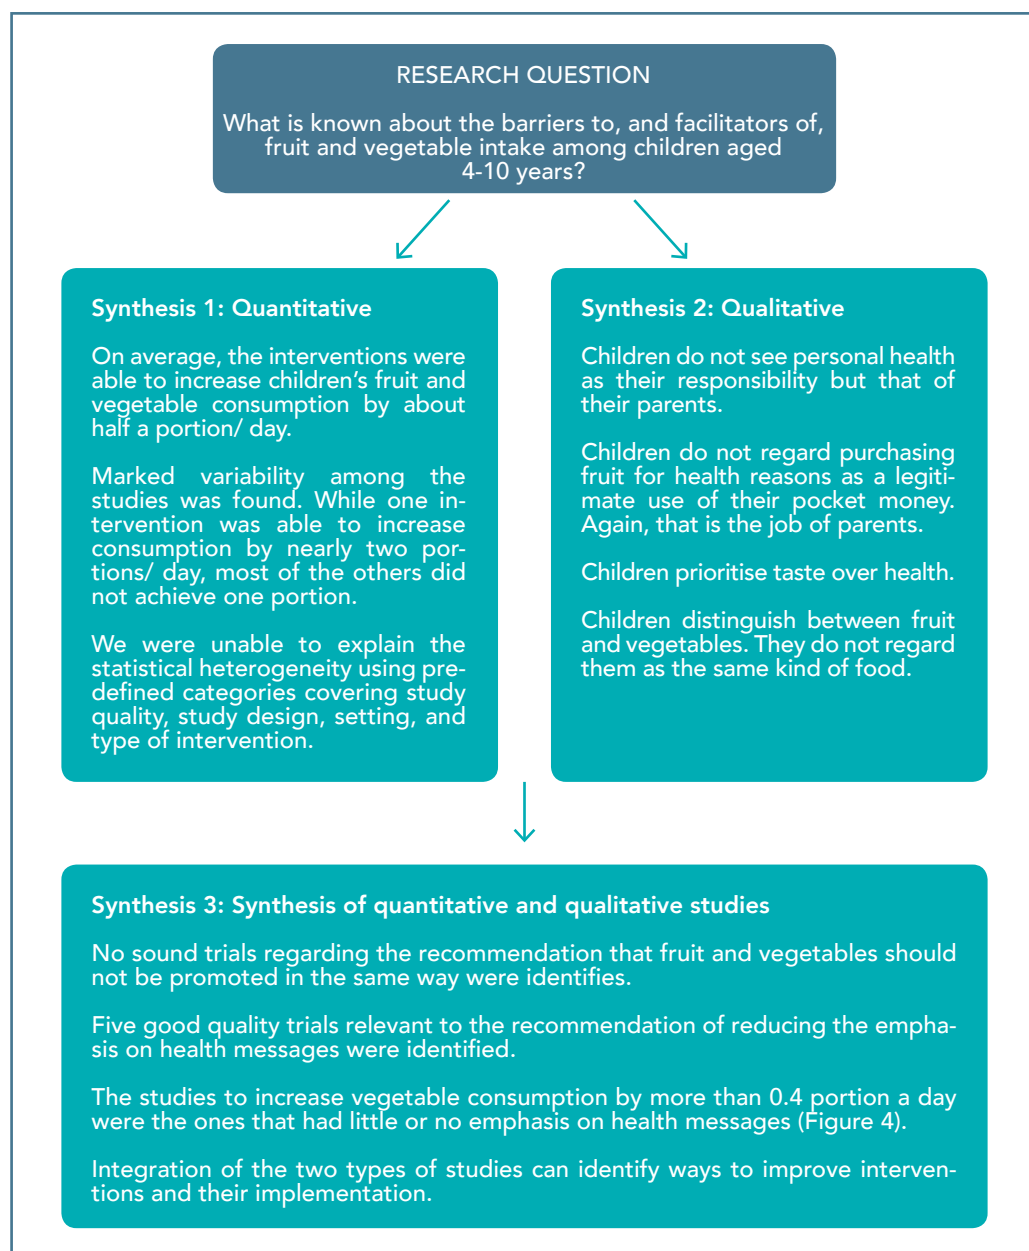 RESEARCH QUESTION
What is known about the barriers to, and facilitators of,
fruit and vegetable intake among children aged
4-10 years?
Synthesis 1: Quantitative
On average, the interventions were
able to increase children's fruit and
vegetable consumption by about
half a portion/ day.
Marked variability among the
studies was found. While one in-
tervention was able to increase
consumption by nearly two por-
tions/ day, most of the others did
not achieve one portion.
We were unable to explain the
statistical heterogeneity using pre-
defined categories covering study
quality, study design, setting, and
type of intervention.
Synthesis 2: Qualitative
Children do not see personal health
as their responsibility but that of
their parents.
Children do not regard purchasing
fruit for health reasons as a legiti-
mate use of their pocket money.
Again, that is the job of parents.
Children prioritise taste over health.
Children distinguish between fruit
and vegetables. They do not regard
them as the same kind of food.
Synthesis 3: Synthesis of quantitative and qualitative studies
No sound trials regarding the recommendation that fruit and vegetables should
not be promoted in the same way were identifies.
Five good quality trials relevant to the recommendation of reducing the empha-
sis on health messages were identified.
The studies to increase vegetable consumption by more than 0.4 portion a day
were the ones that had little or no emphasis on health messages (Figure 4).
Integration of the two types of studies can identify ways to improve interven-
tions and their implementation.